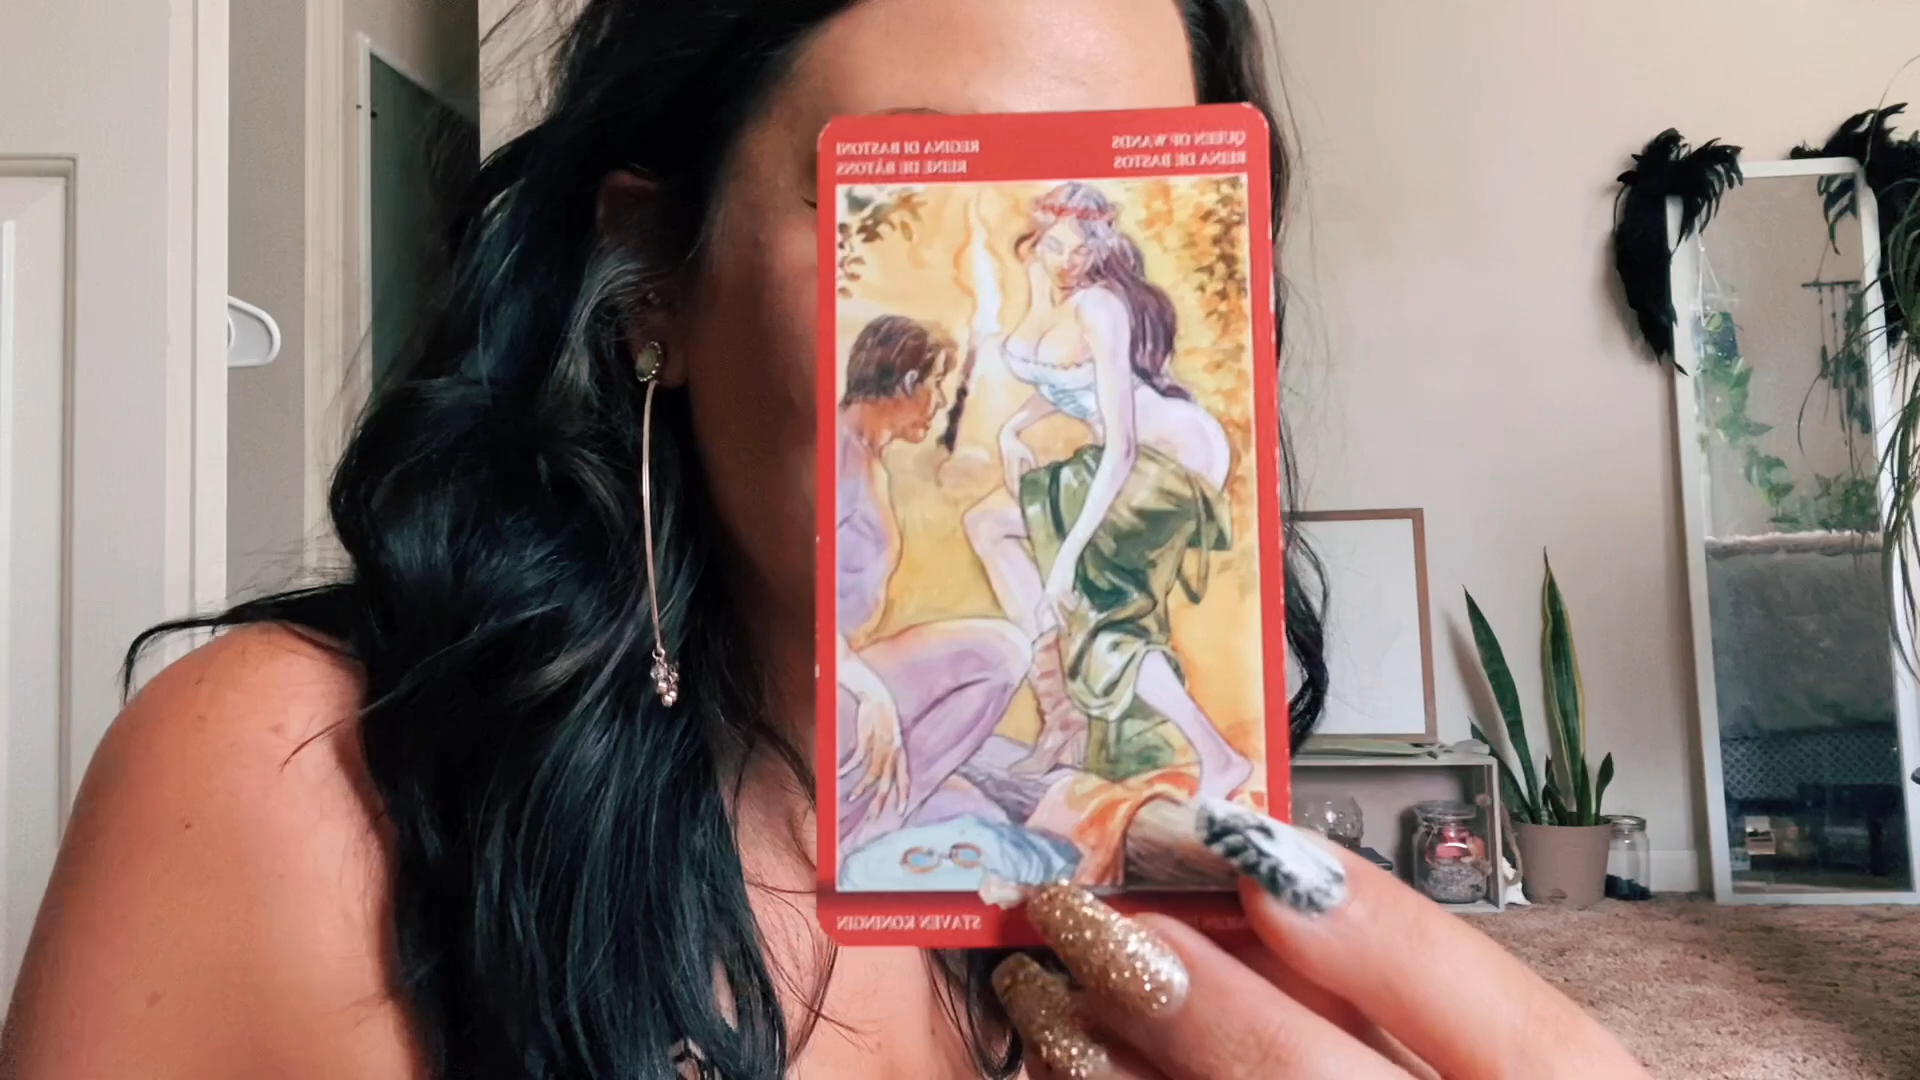 QUEEN OF WANDS
REINA DE BASTOS
REGINA DI BASTONI
REINE DE BÂTONS
STAVEN KONINGIN